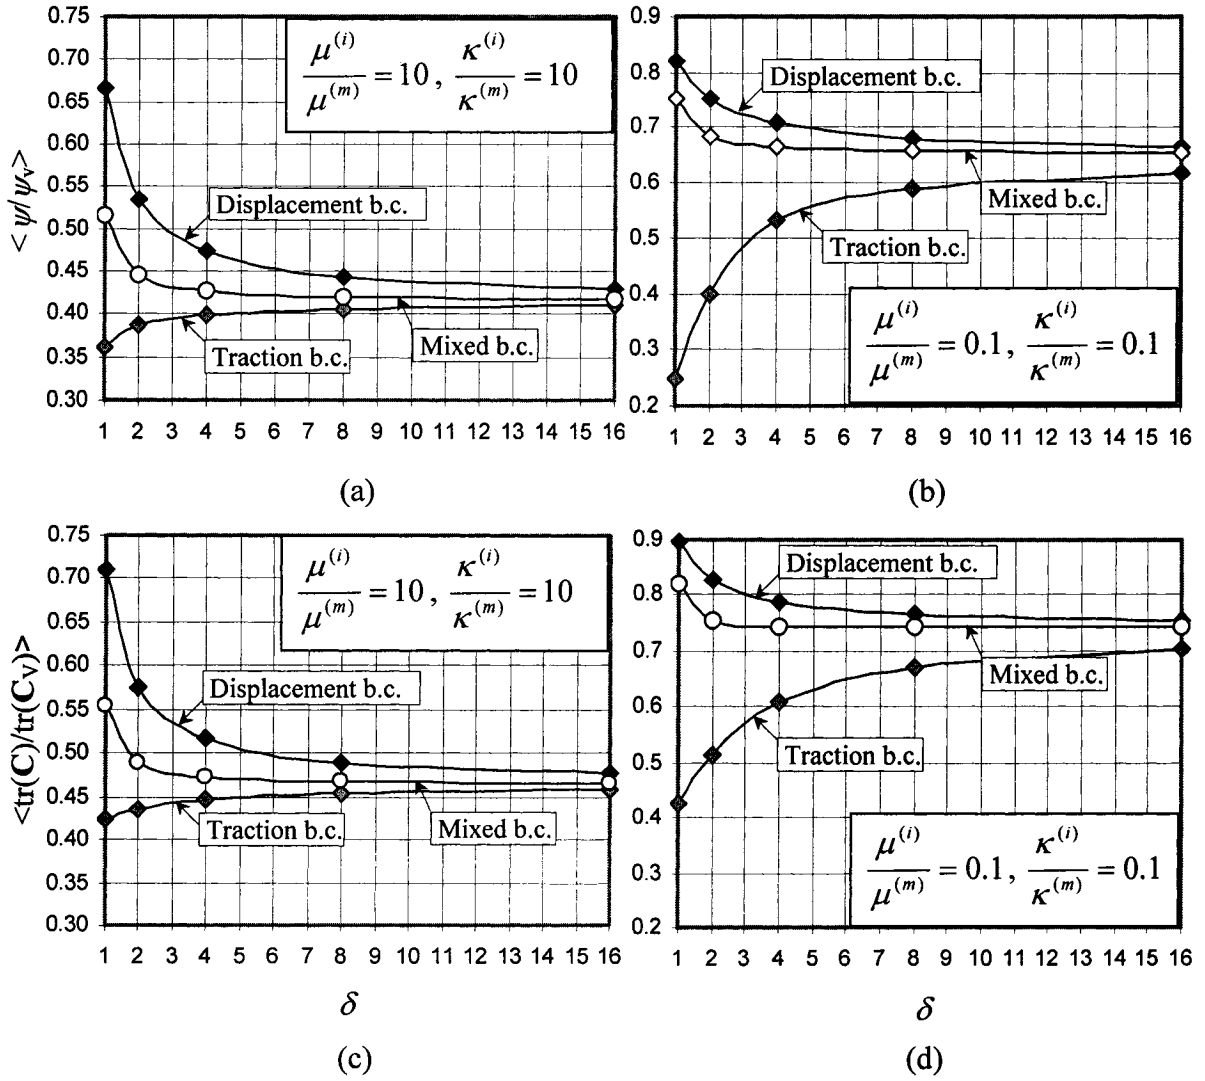 0.75
0.70
0.65
0.60
0.55
0.50
0.45
0.40
0.35
0.30
< ψ/ψᵥ>
μ⁽ⁱ⁾/μ⁽ᵐ⁾ = 10 , κ⁽ⁱ⁾/κ⁽ᵐ⁾ = 10
Displacement b.c.
Traction b.c.
Mixed b.c.
1 2 3 4 5 6 7 8 9 10 11 12 13 14 15 16
(a)
0.9
0.8
0.7
0.6
0.5
0.4
0.3
0.2
Displacement b.c.
Mixed b.c.
Traction b.c.
μ⁽ⁱ⁾/μ⁽ᵐ⁾ = 0.1 , κ⁽ⁱ⁾/κ⁽ᵐ⁾ = 0.1
1 2 3 4 5 6 7 8 9 10 11 12 13 14 15 16
(b)
0.75
0.70
0.65
0.60
0.55
0.50
0.45
0.40
0.35
0.30
<tr(C)/tr(Cᵥ)>
μ⁽ⁱ⁾/μ⁽ᵐ⁾ = 10 , κ⁽ⁱ⁾/κ⁽ᵐ⁾ = 10
Displacement b.c.
Traction b.c.
Mixed b.c.
1 2 3 4 5 6 7 8 9 10 11 12 13 14 15 16
δ
(c)
0.9
0.8
0.7
0.6
0.5
0.4
0.3
0.2
Displacement b.c.
Mixed b.c.
Traction b.c.
μ⁽ⁱ⁾/μ⁽ᵐ⁾ = 0.1 , κ⁽ⁱ⁾/κ⁽ᵐ⁾ = 0.1
1 2 3 4 5 6 7 8 9 10 11 12 13 14 15 16
δ
(d)